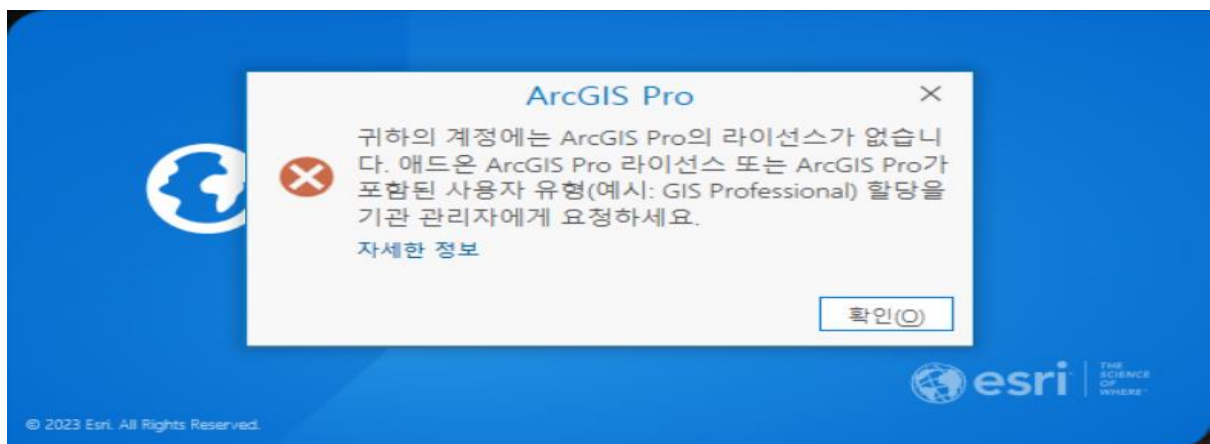 ArcGIS Pro
귀하의 계정에는 ArcGIS Pro의 라이선스가 없습니
다. 애드온 ArcGIS Pro 라이선스 또는 ArcGIS Pro가
포함된 사용자 유형(예시: GIS Professional) 할당을
기관 관리자에게 요청하세요.
자세한 정보
확인(O)
esri
THE
SCIENCE
OF
WHERE™
© 2023 Esri. All Rights Reserved.